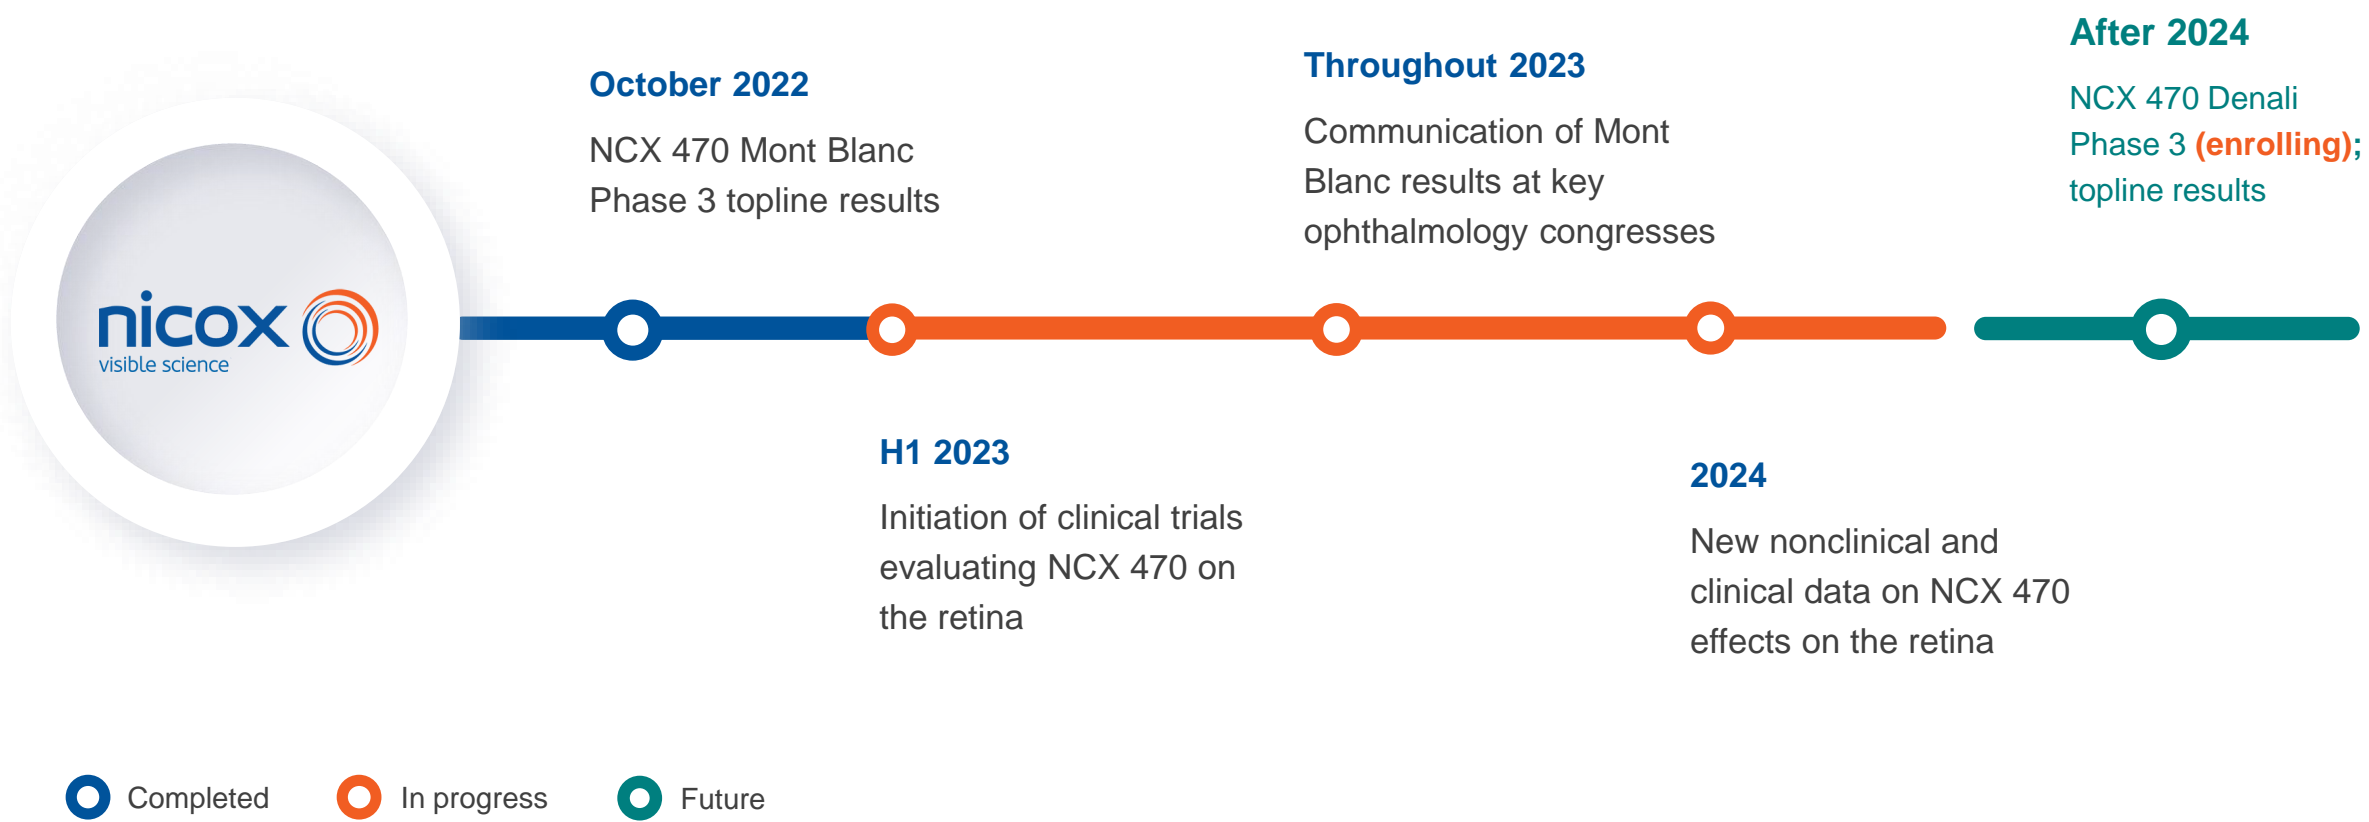 nicox
visible science
October 2022
NCX 470 Mont Blanc
Phase 3 topline results
H1 2023
Initiation of clinical trials
evaluating NCX 470 on
the retina
Throughout 2023
Communication of Mont
Blanc results at key
ophthalmology congresses
2024
New nonclinical and
clinical data on NCX 470
effects on the retina
After 2024
NCX 470 Denali
Phase 3 (enrolling);
topline results
Completed
In progress
Future